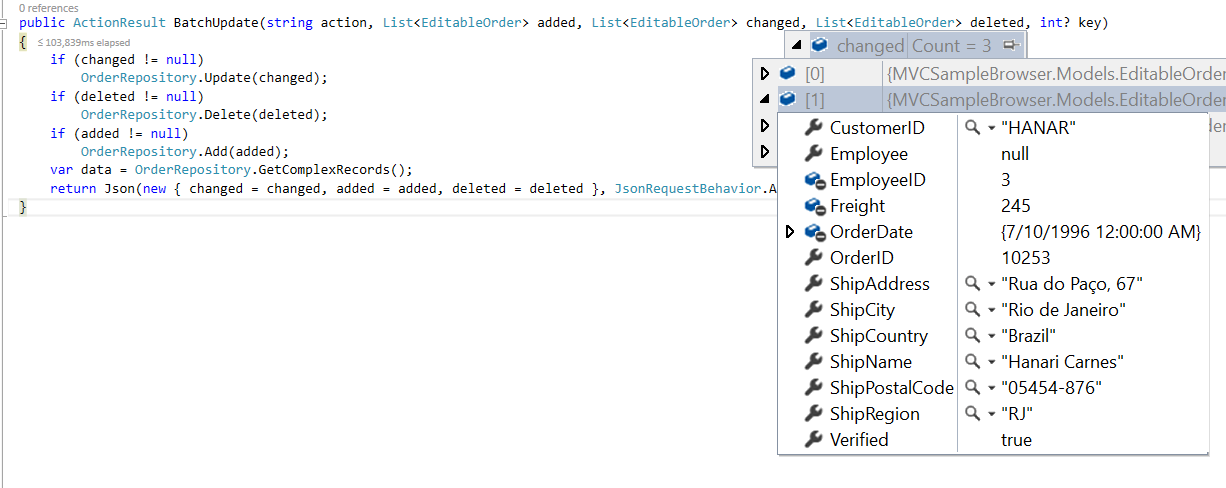 0 references
public ActionResult BatchUpdate(string action, List<EditableOrder> added, List<EditableOrder> changed, List<EditableOrder> deleted, int? key)
{ ≤ 103,839ms elapsed
changed Count = 3
if (changed != null)
[0] {MVCSampleBrowser.Models.EditableOrder
OrderRepository.Update(changed);
if (deleted != null)
[1] {MVCSampleBrowser.Models.EditableOrder
OrderRepository.Delete(deleted);
if (added != null)
OrderRepository.Add(added);
var data = OrderRepository.GetComplexRecords();
return Json(new { changed = changed, added = added, deleted = deleted }, JsonRequestBehavior.A
}
CustomerID "HANAR"
Employee null
EmployeeID 3
Freight 245
OrderDate {7/10/1996 12:00:00 AM}
OrderID 10253
ShipAddress "Rua do Paço, 67"
ShipCity "Rio de Janeiro"
ShipCountry "Brazil"
ShipName "Hanari Carnes"
ShipPostalCode "05454-876"
ShipRegion "RJ"
Verified true